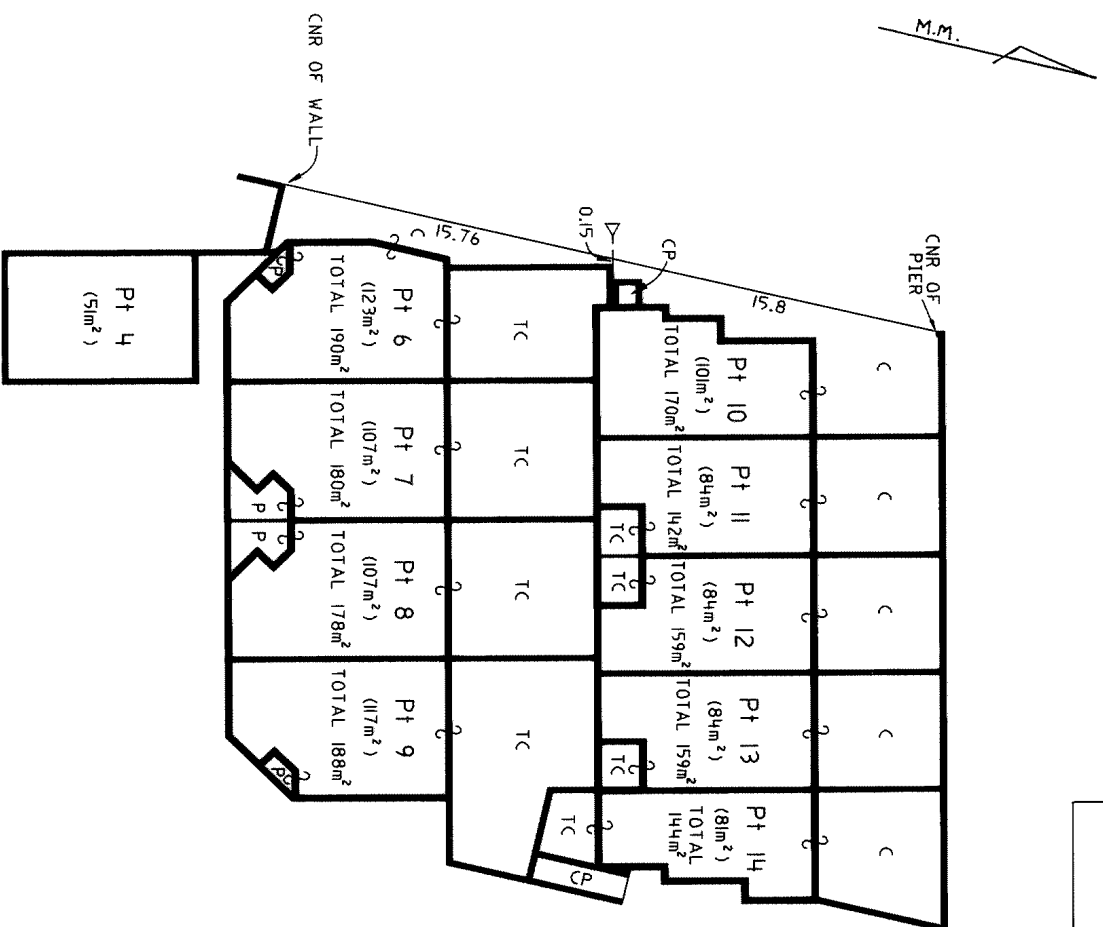 M.M.
CNR OF WALL
15.76
0.15
CP
15.8
CNR OF
PIER
Pt 4
(51m²)
CP
Pt 6
(123m²)
TOTAL 190m²
C
TC
Pt 7
(107m²)
TOTAL 180m²
P
TC
Pt 8
(107m²)
TOTAL 178m²
P
TC
Pt 9
(117m²)
TOTAL 188m²
TC
Pt 10
(101m²)
TOTAL 170m²
C
Pt 11
(84m²)
TOTAL 142m²
TC
C
Pt 12
(84m²)
TOTAL 159m²
TC
C
Pt 13
(84m²)
TOTAL 159m²
TC
C
Pt 14
(81m²)
TOTAL
144m²
TC
CP
C